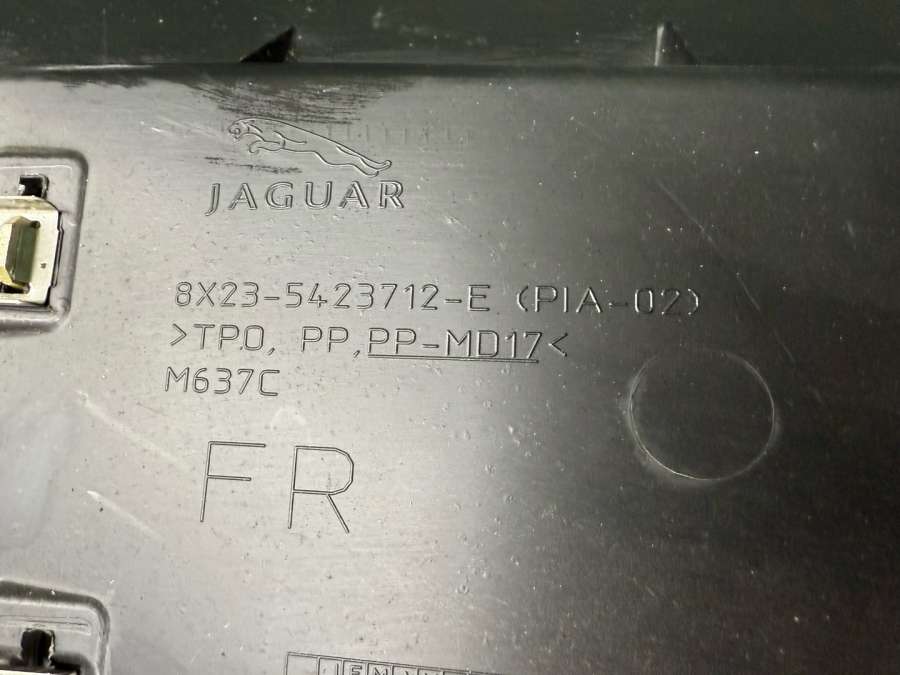 JAGUAR
8X23-5423712-E (PIA-02)
>TPO, PP, PP-MD17<
M637C
FR